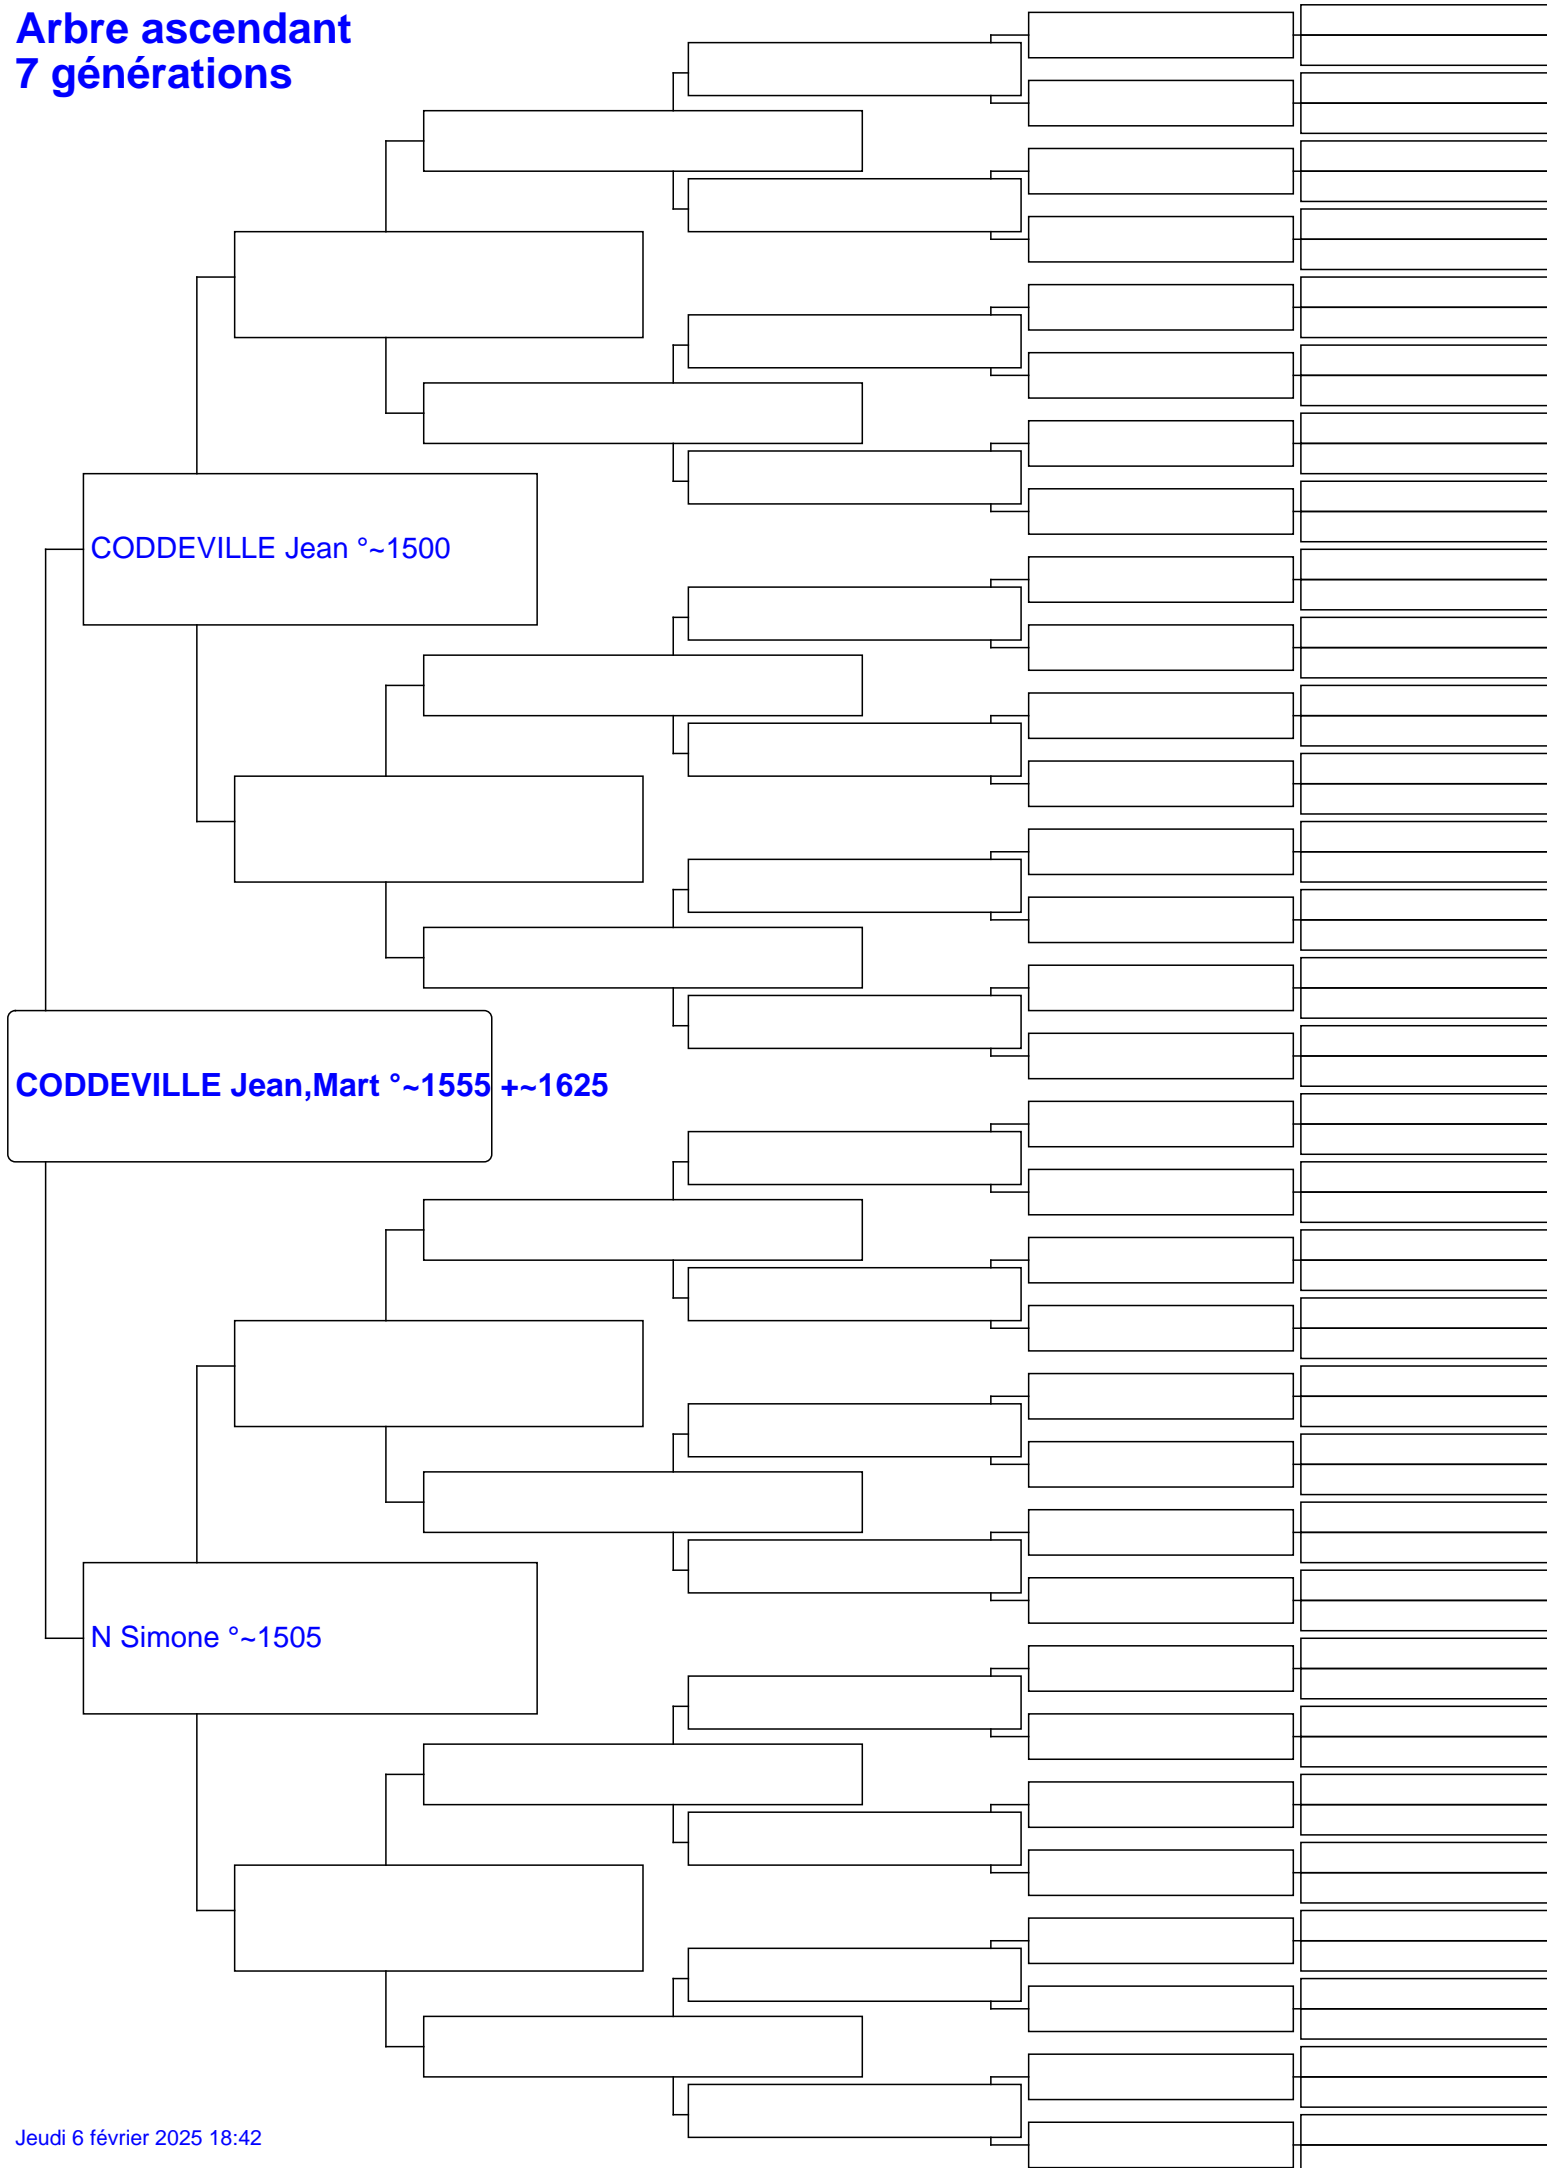 Arbre ascendant
7 générations
CODDEVILLE Jean °~1500
CODDEVILLE Jean,Mart °~1555 +~1625
N Simone °~1505
Jeudi 6 février 2025 18:42